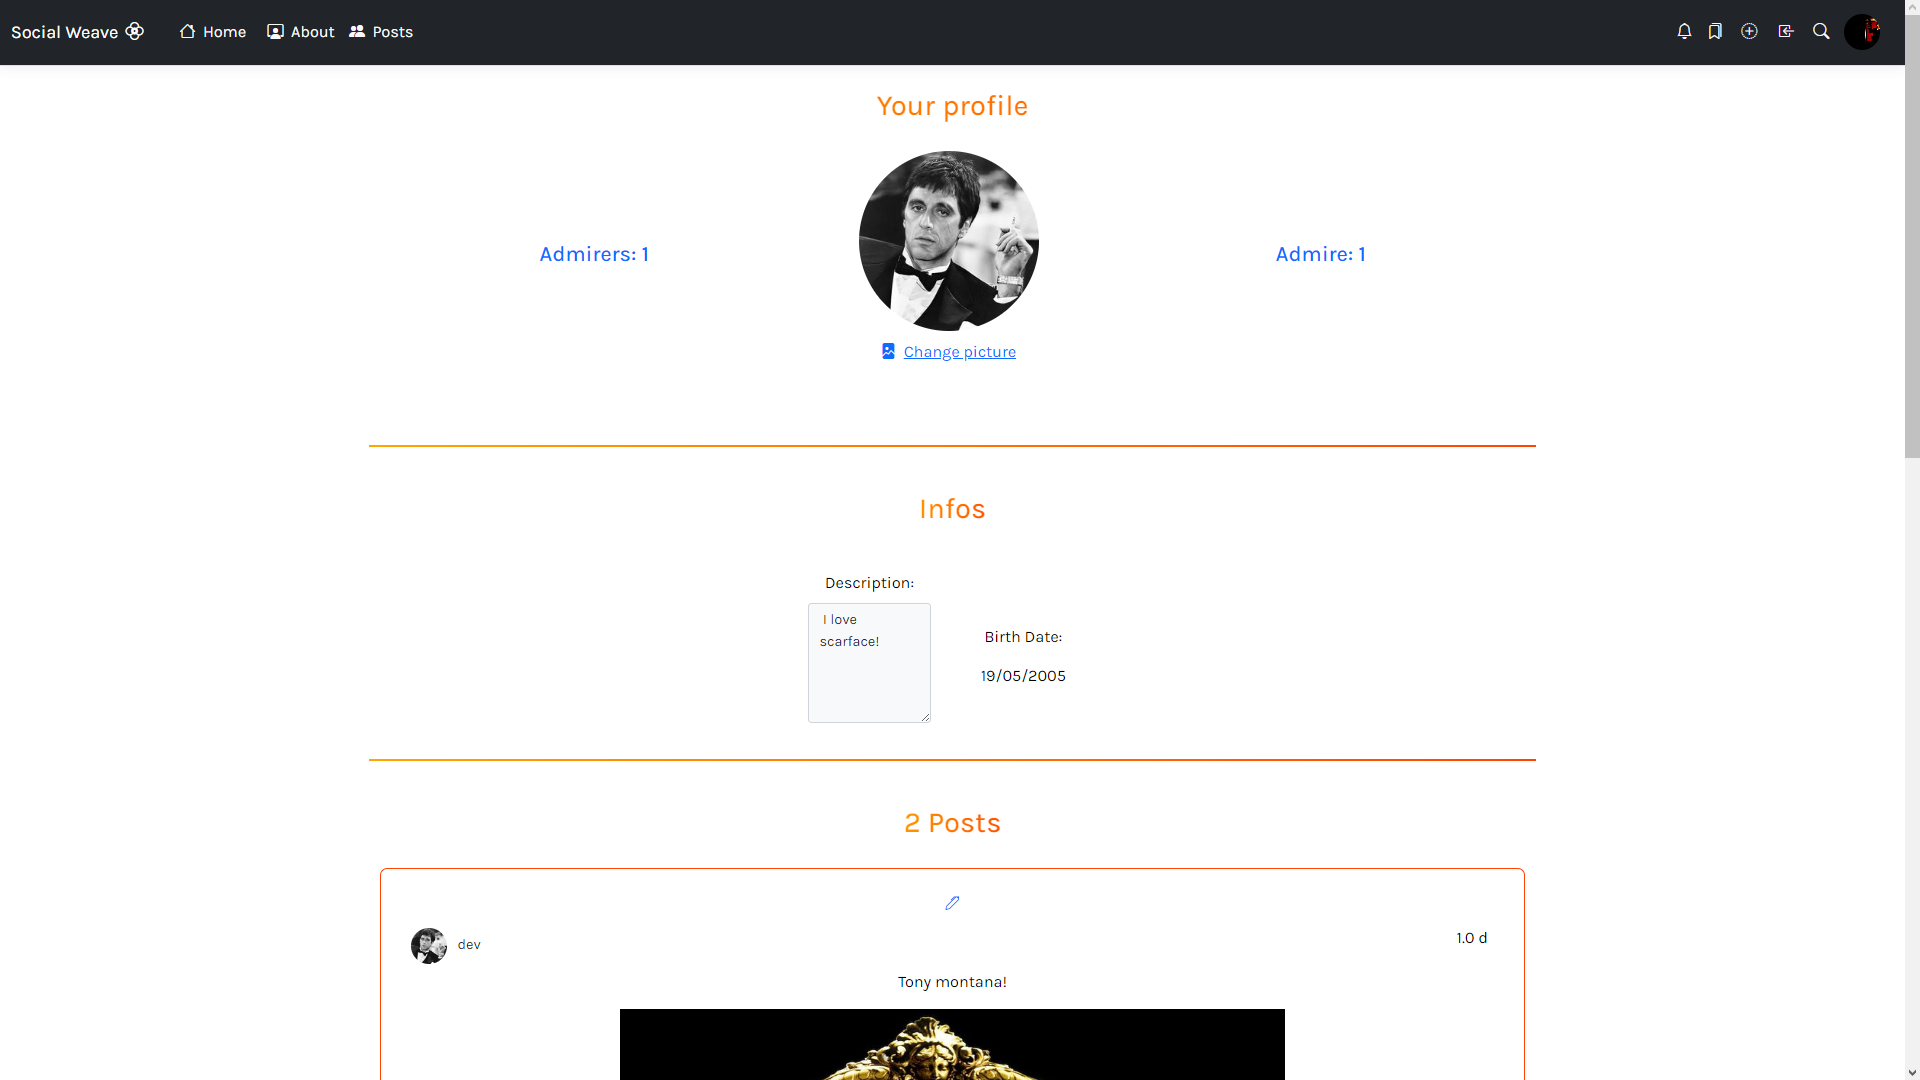 Social Weave
Home
About
Posts
Your profile
Admirers: 1
Admire: 1
Change picture
Infos
Description:
I love
scarface!
Birth Date:
19/05/2005
2 Posts
dev
1.0 d
Tony montana!